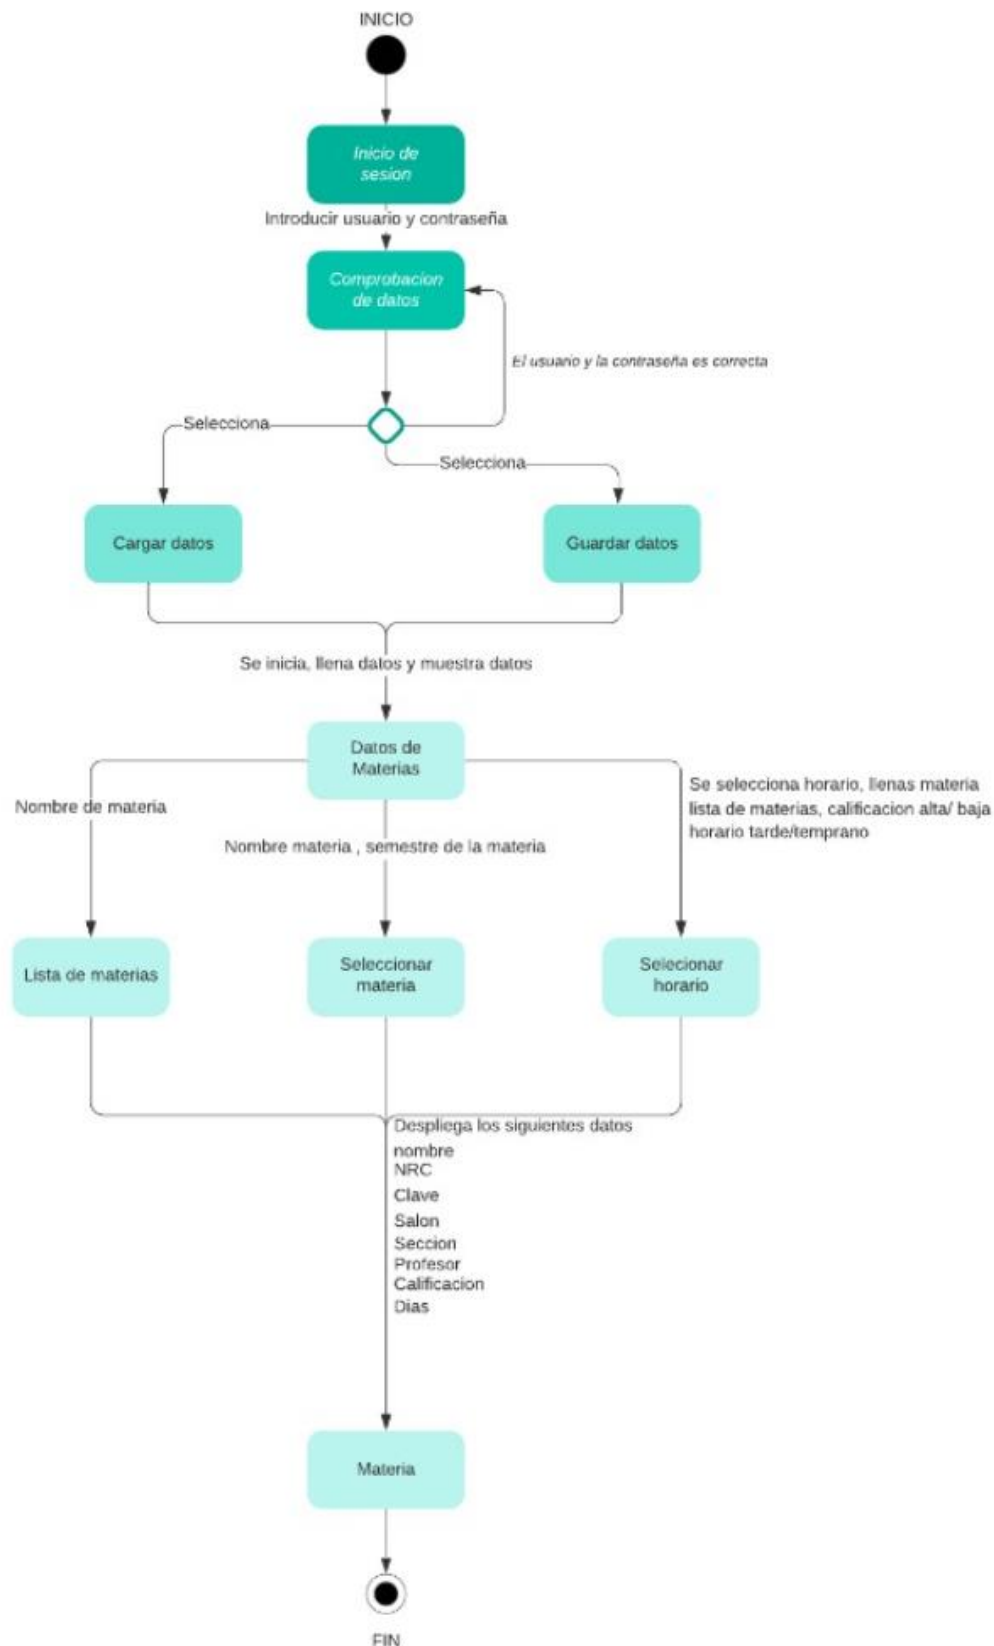 INICIO
Inicio de
sesion
Introducir usuario y contraseña
Comprobacion
de datos
El usuario y la contraseña es correcta
Selecciona
Selecciona
Cargar datos
Guardar datos
Se inicia, llena datos y muestra datos
Datos de
Materias
Nombre de materia
Se selecciona horario, llenas materia
lista de materias, calificacion alta/ baja
horario tarde/temprano
Nombre materia , semestre de la materia
Lista de materias
Seleccionar
materia
Selecionar
horario
Despliega los siguientes datos
nombre
NRC
Clave
Salon
Seccion
Profesor
Calificacion
Dias
Materia
FIN